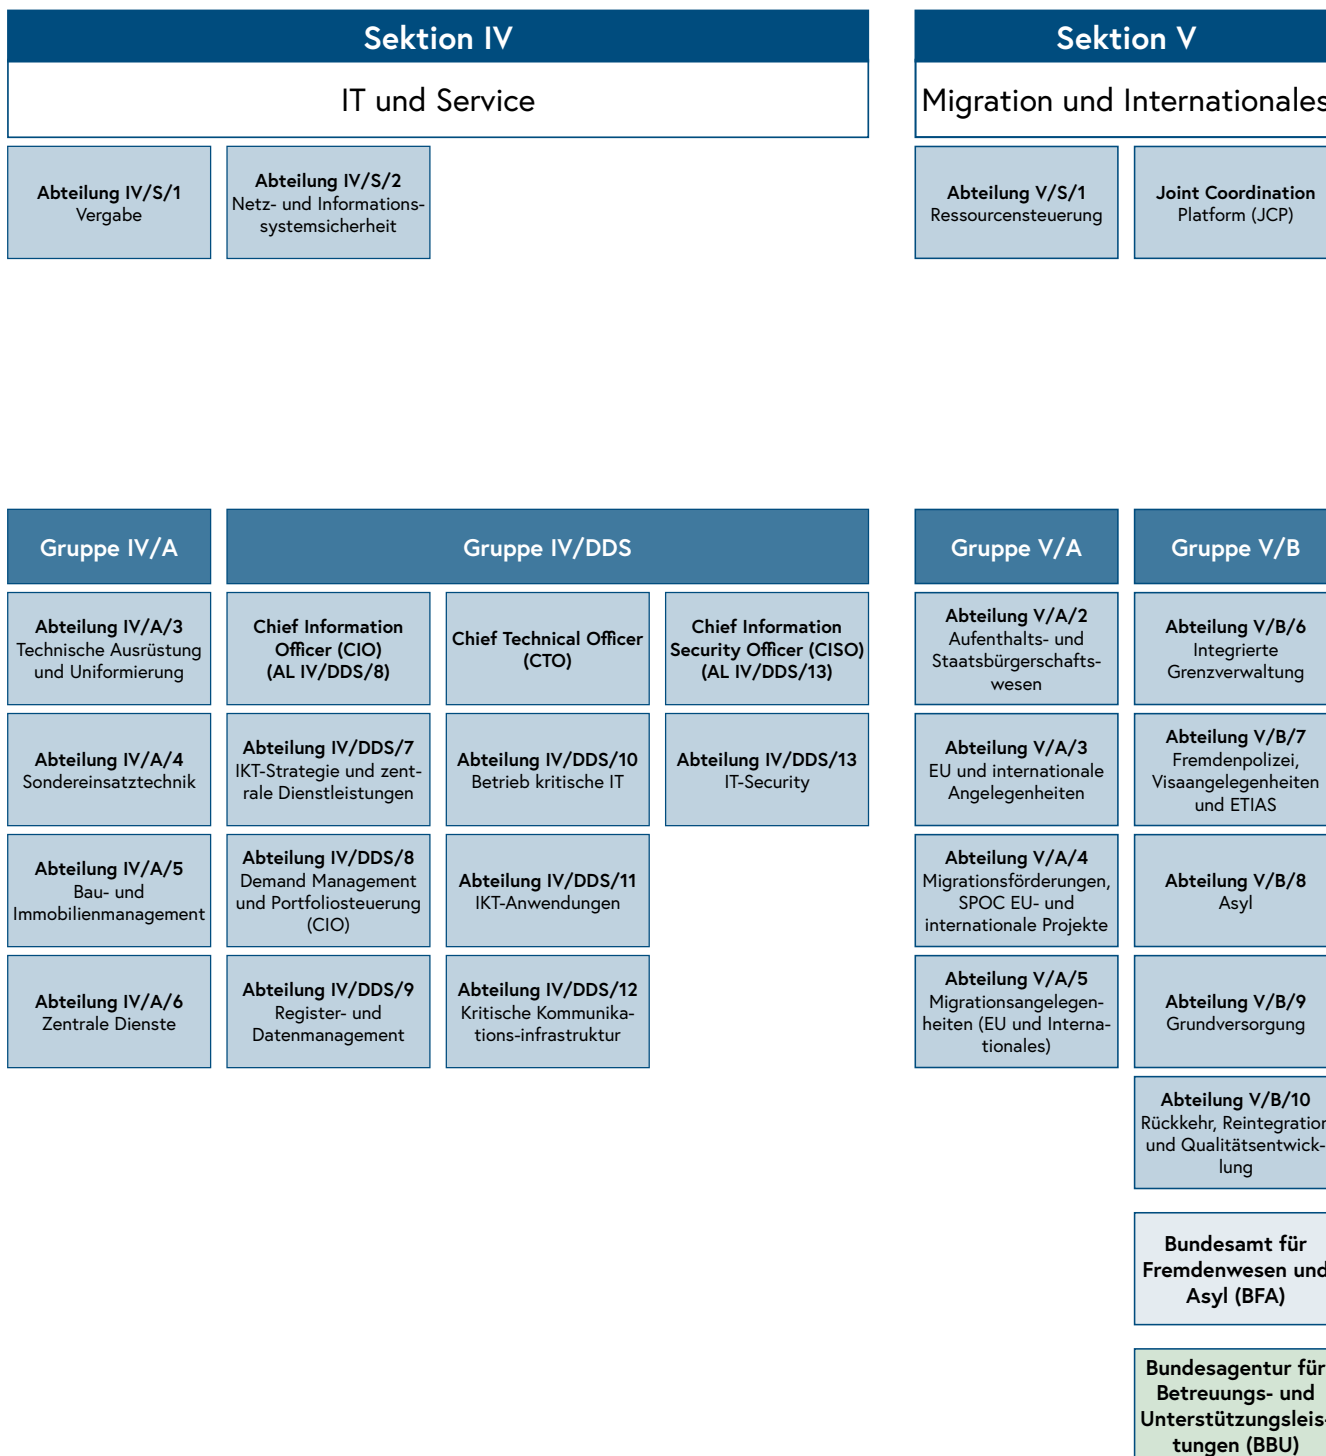 Sektion IV
IT und Service
Abteilung IV/S/1
Vergabe
Abteilung IV/S/2
Netz- und Informations-
systemsicherheit
Gruppe IV/A
Abteilung IV/A/3
Technische Ausrüstung
und Uniformierung
Abteilung IV/A/4
Sondereinsatztechnik
Abteilung IV/A/5
Bau- und
Immobilienmanagement
Abteilung IV/A/6
Zentrale Dienste
Gruppe IV/DDS
Chief Information
Officer (CIO)
(AL IV/DDS/8)
Abteilung IV/DDS/7
IKT-Strategie und zent-
rale Dienstleistungen
Abteilung IV/DDS/8
Demand Management
und Portfoliosteuerung
(CIO)
Abteilung IV/DDS/9
Register- und
Datenmanagement
Chief Technical Officer
(CTO)
Abteilung IV/DDS/10
Betrieb kritische IT
Abteilung IV/DDS/11
IKT-Anwendungen
Abteilung IV/DDS/12
Kritische Kommunika-
tions-infrastruktur
Chief Information
Security Officer (CISO)
(AL IV/DDS/13)
Abteilung IV/DDS/13
IT-Security
Sektion V
Migration und Internationales
Abteilung V/S/1
Ressourcensteuerung
Joint Coordination
Platform (JCP)
Gruppe V/A
Abteilung V/A/2
Aufenthalts- und
Staatsbürgerschafts-
wesen
Abteilung V/A/3
EU und internationale
Angelegenheiten
Abteilung V/A/4
Migrationsförderungen,
SPOC EU- und
internationale Projekte
Abteilung V/A/5
Migrationsangelegen-
heiten (EU und Interna-
tionales)
Gruppe V/B
Abteilung V/B/6
Integrierte
Grenzverwaltung
Abteilung V/B/7
Fremdenpolizei,
Visaangelegenheiten
und ETIAS
Abteilung V/B/8
Asyl
Abteilung V/B/9
Grundversorgung
Abteilung V/B/10
Rückkehr, Reintegration
und Qualitätsentwick-
lung
Bundesamt für
Fremdenwesen und
Asyl (BFA)
Bundesagentur für
Betreuungs- und
Unterstützungsleis-
tungen (BBU)